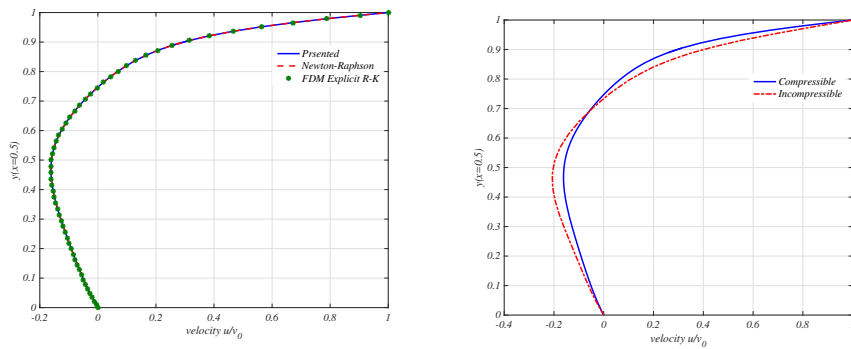 1
0.9
0.8
0.7
0.6
0.5
0.4
0.3
0.2
0.1
0
y(x=0.5)
-0.2 0 0.2 0.4 0.6 0.8 1
velocity u/v0
Prsented
Newton-Raphson
FDM Explicit R-K
1
0.9
0.8
0.7
0.6
0.5
0.4
0.3
0.2
0.1
0
y(x=0.5)
-0.4 -0.2 0 0.2 0.4 0.6 0.8
velocity u/v0
Compressible
Incompressible